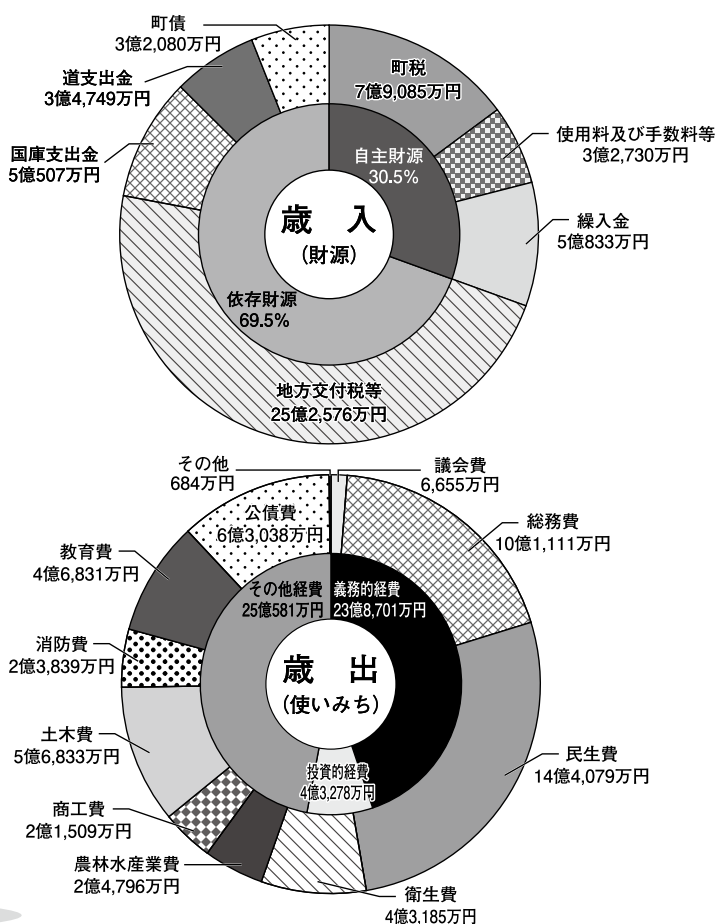 町債
3億2,080万円
道支出金
3億4,749万円
国庫支出金
5億507万円
町税
7億9,085万円
使用料及び手数料等
3億2,730万円
繰入金
5億833万円
自主財源
30.5%
歳　入
(財源)
依存財源
69.5%
地方交付税等
25億2,576万円
その他
684万円
議会費
6,655万円
公債費
6億3,038万円
総務費
10億1,111万円
教育費
4億6,831万円
その他経費
25億581万円
義務的経費
23億8,701万円
消防費
2億3,839万円
歳　出
(使いみち)
土木費
5億6,833万円
民生費
14億4,079万円
投資的経費
4億3,278万円
商工費
2億1,509万円
農林水産業費
2億4,796万円
衛生費
4億3,185万円